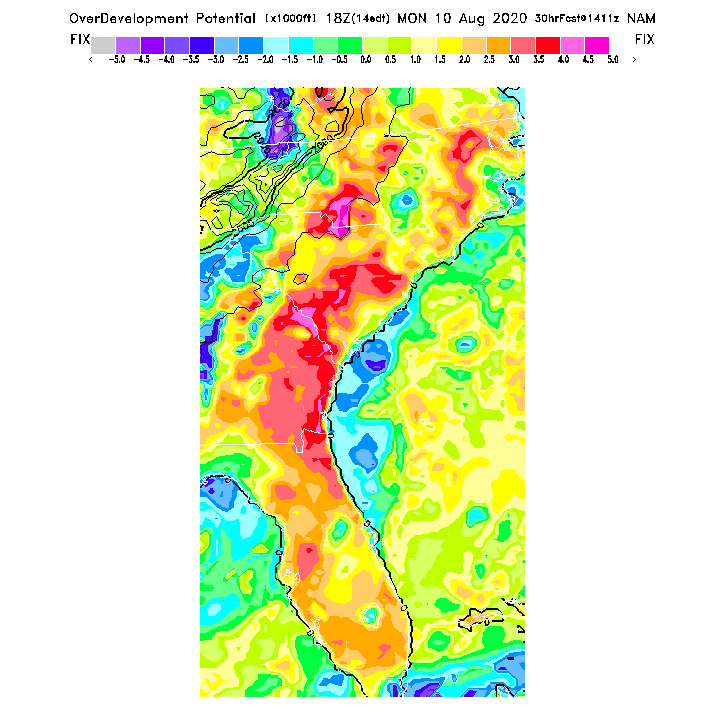 OverDevelopment Potential [x1000ft] 18Z(14edt) MON 10 Aug 2020 30hrFcst@1411z NAM
FIX FIX
< -5.0 -4.5 -4.0 -3.5 -3.0 -2.5 -2.0 -1.5 -1.0 -0.5 0.0 0.5 1.0 1.5 2.0 2.5 3.0 3.5 4.0 4.5 5.0 >